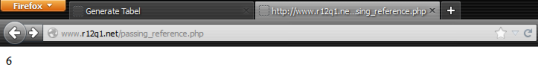 Firefox
Generate Tabel
http://www.r12q1.ne...sing_reference.php
www.r12q1.net/passing_reference.php
6